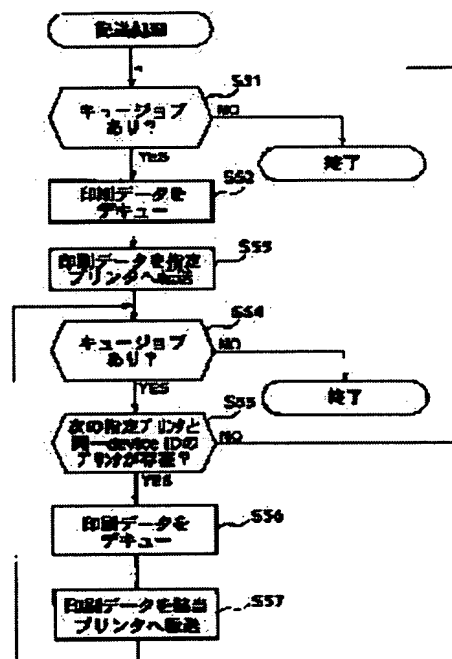 配送処理
S51
キュージョブ
あり?
NO
YES
終了
S52
印刷データを
デキュー
S53
印刷データを指定
プリンタへ転送
S54
キュージョブ
あり?
NO
YES
終了
S55
次の指定プリンタと
同一device IDの
プリンタが存在?
NO
YES
S56
印刷データを
デキュー
S57
印刷データを該当
プリンタへ転送